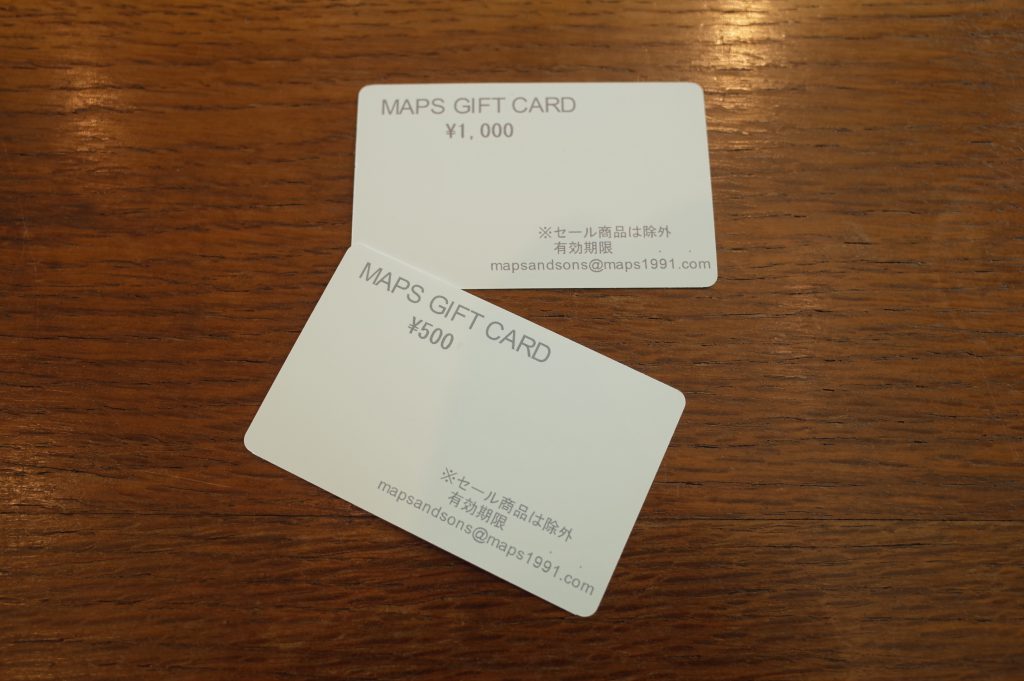 MAPS GIFT CARD
¥1,000
※セール商品は除外
有効期限 . .
mapsandsons@maps1991.com
MAPS GIFT CARD
¥500
※セール商品は除外
有効期限 . .
mapsandsons@maps1991.com